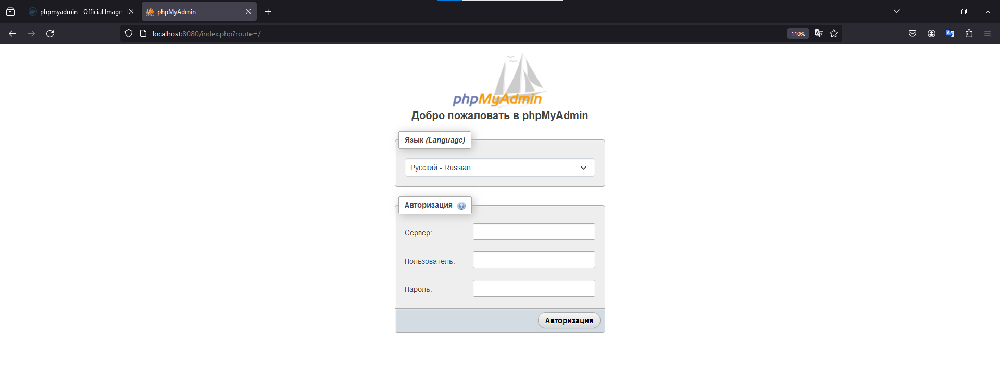 phpmyadmin - Official Image
phpMyAdmin
localhost:8080/index.php?route=/
110%
phpMyAdmin
Добро пожаловать в phpMyAdmin
Язык (Language)
Русский - Russian
Авторизация
Сервер:
Пользователь:
Пароль:
Авторизация